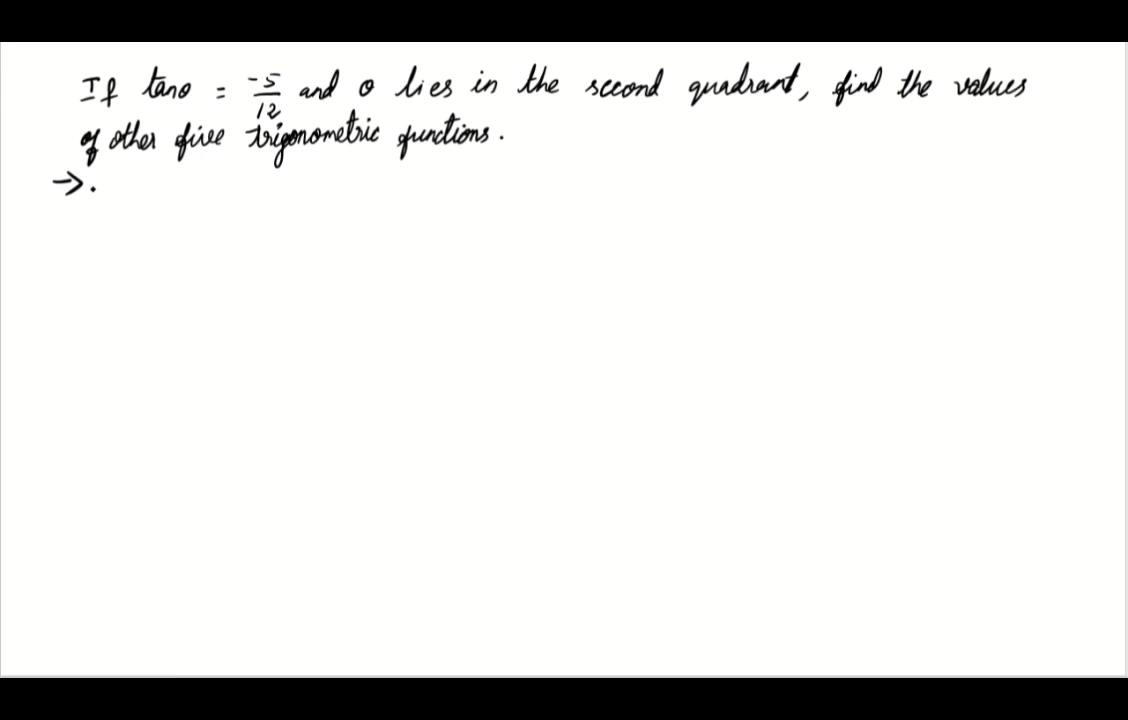 If tanθ = -5/12 and θ lies in the second quadrant, find the values
of other five trigonometric functions.
→.